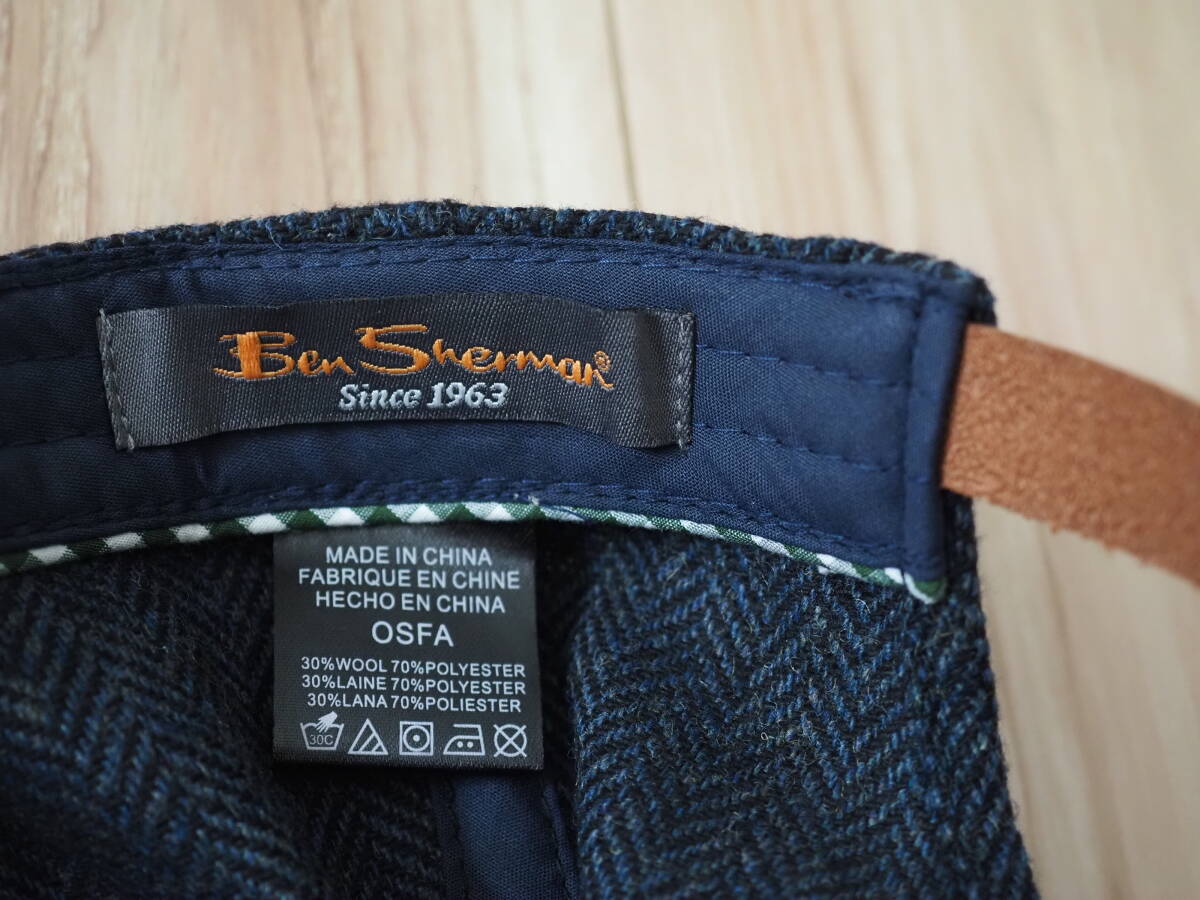 Ben Sherman®
Since 1963
MADE IN CHINA
FABRIQUE EN CHINE
HECHO EN CHINA
OSFA
30%WOOL 70%POLYESTER
30%LAINE 70%POLYESTER
30%LANA 70%POLIESTER
30C